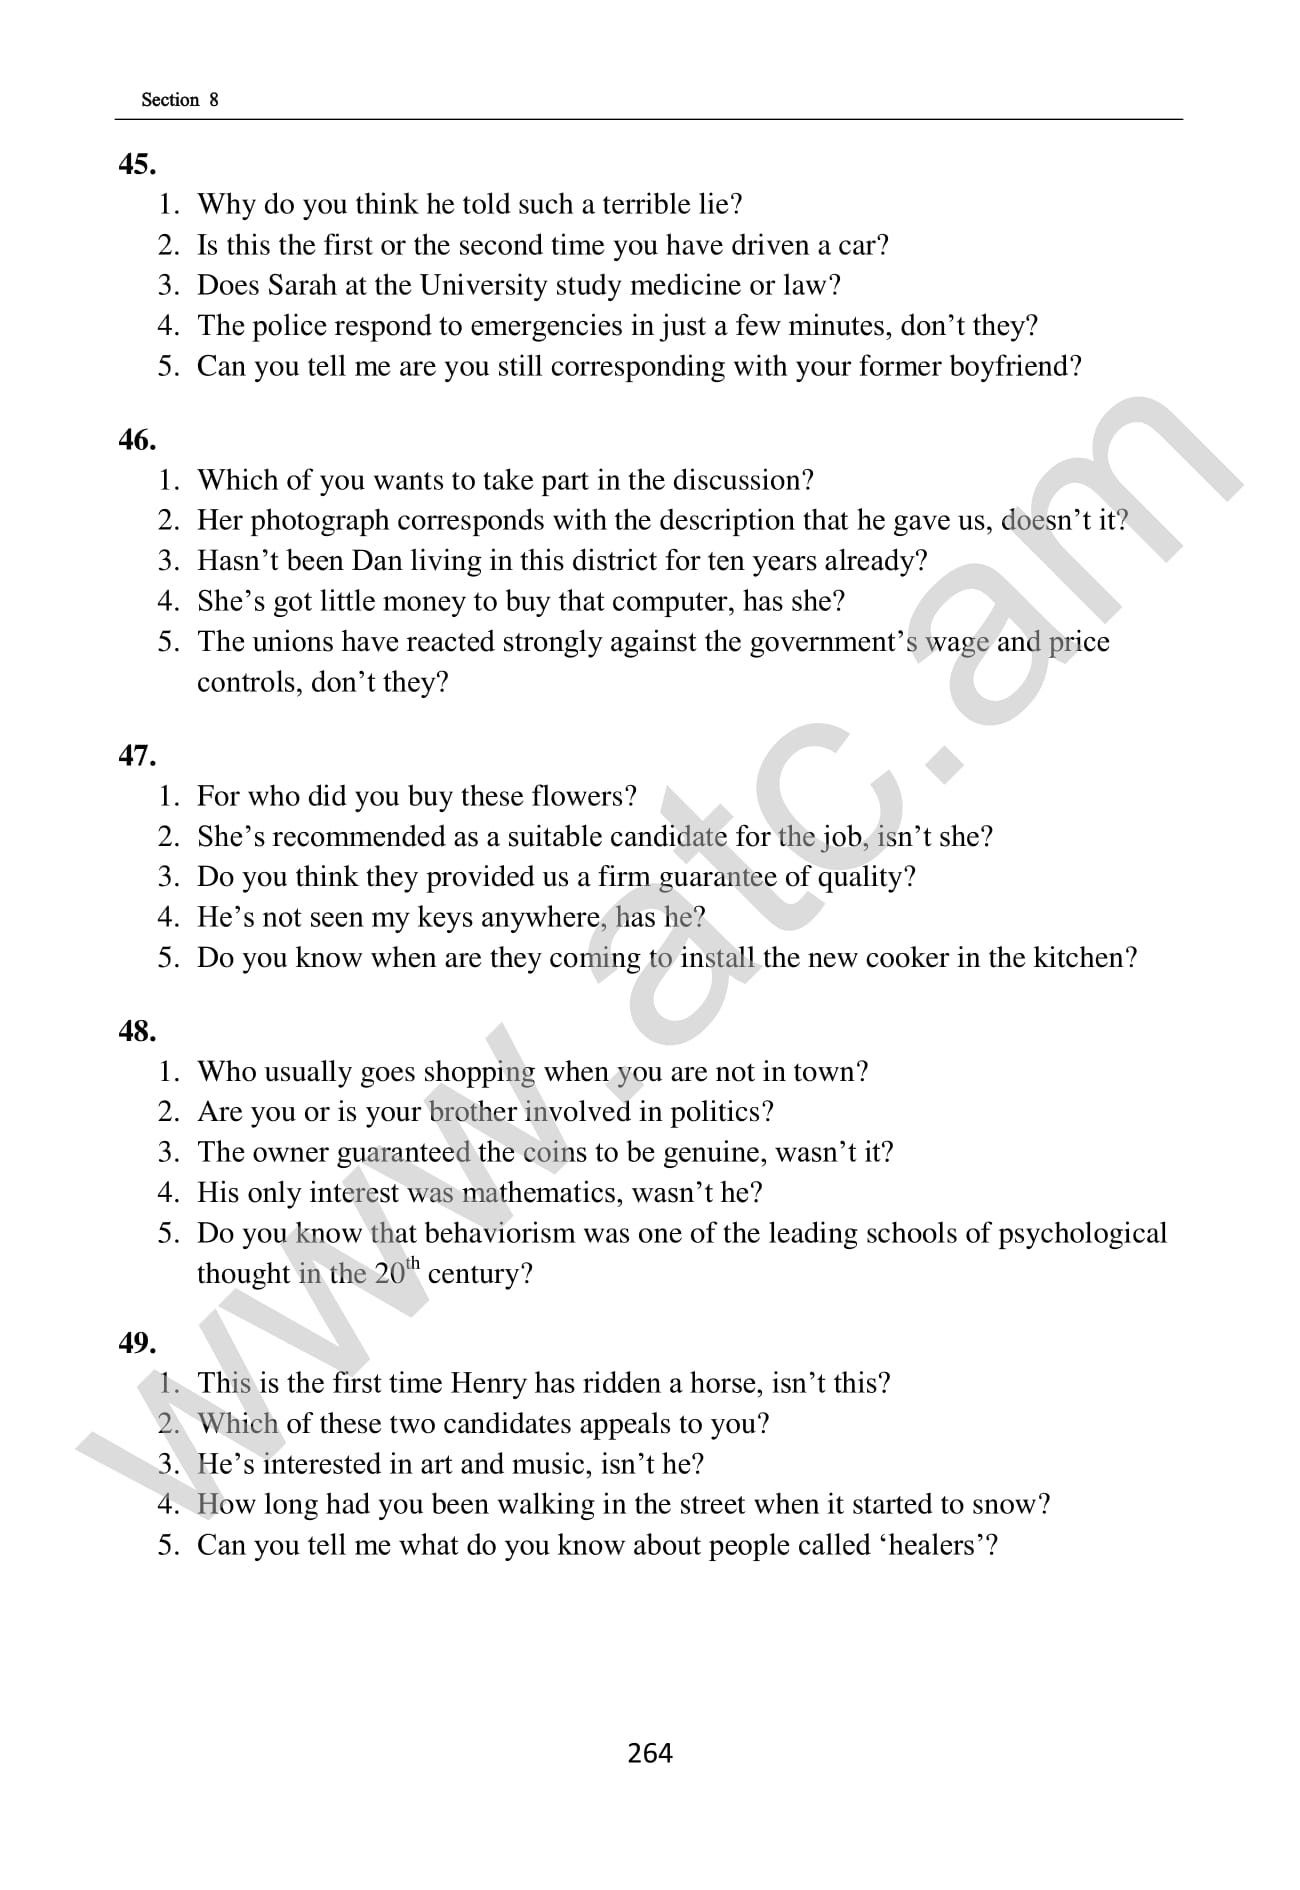 Section 8
45.
1. Why do you think he told such a terrible lie?
2. Is this the first or the second time you have driven a car?
3. Does Sarah at the University study medicine or law?
4. The police respond to emergencies in just a few minutes, don’t they?
5. Can you tell me are you still corresponding with your former boyfriend?
46.
1. Which of you wants to take part in the discussion?
2. Her photograph corresponds with the description that he gave us, doesn’t it?
3. Hasn’t been Dan living in this district for ten years already?
4. She’s got little money to buy that computer, has she?
5. The unions have reacted strongly against the government’s wage and price
controls, don’t they?
47.
1. For who did you buy these flowers?
2. She’s recommended as a suitable candidate for the job, isn’t she?
3. Do you think they provided us a firm guarantee of quality?
4. He’s not seen my keys anywhere, has he?
5. Do you know when are they coming to install the new cooker in the kitchen?
48.
1. Who usually goes shopping when you are not in town?
2. Are you or is your brother involved in politics?
3. The owner guaranteed the coins to be genuine, wasn’t it?
4. His only interest was mathematics, wasn’t he?
5. Do you know that behaviorism was one of the leading schools of psychological
thought in the 20th century?
49.
1. This is the first time Henry has ridden a horse, isn’t this?
2. Which of these two candidates appeals to you?
3. He’s interested in art and music, isn’t he?
4. How long had you been walking in the street when it started to snow?
5. Can you tell me what do you know about people called ‘healers’?
264
www.atc.am